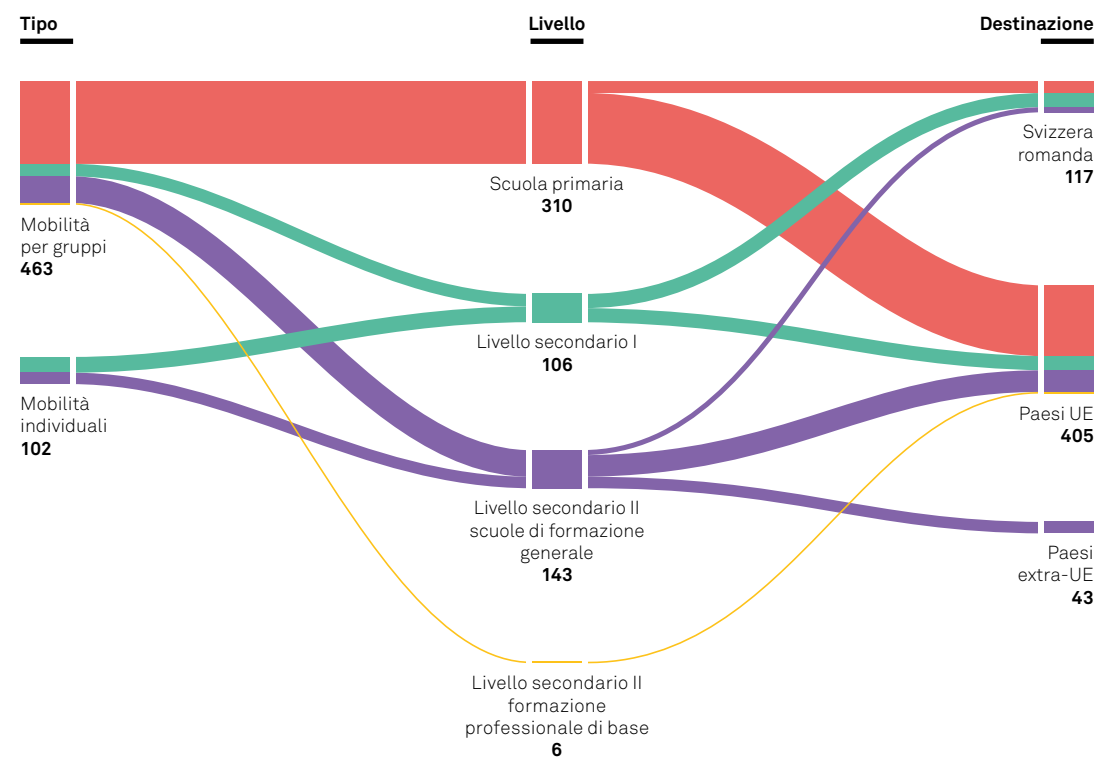 Tipo
Livello
Destinazione
Mobilità
per gruppi
463
Mobilità
individuali
102
Scuola primaria
310
Livello secondario I
106
Livello secondario II
scuole di formazione
generale
143
Livello secondario II
formazione
professionale di base
6
Svizzera
romanda
117
Paesi UE
405
Paesi
extra-UE
43